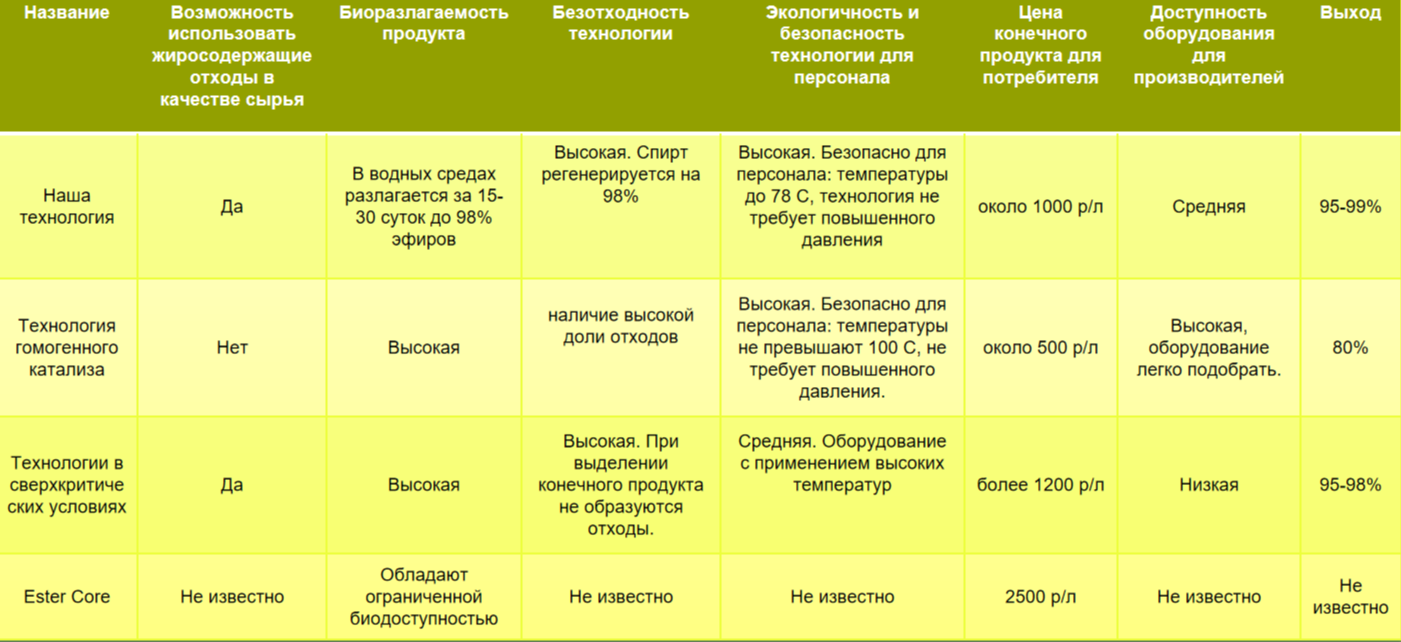 Название
Возможность
использовать
жиросодержащие
отходы в
качестве сырья
Биоразлагаемость
продукта
Безотходность
технологии
Экологичность и
безопасность
технологии для
персонала
Цена
конечного
продукта для
потребителя
Доступность
оборудования
для
производителей
Выход
Наша
технология
Да
В водных средах
разлагается за 15-
30 суток до 98%
эфиров
Высокая. Спирт
регенерируется на
98%
Высокая. Безопасно для
персонала: температуры
до 78 С, технология не
требует повышенного
давления
около 1000 р/л
Средняя
95-99%
Технология
гомогенного
катализа
Нет
Высокая
наличие высокой
доли отходов
Высокая. Безопасно для
персонала: температуры
не превышают 100 С, не
требует повышенного
давления.
около 500 р/л
Высокая,
оборудование
легко подобрать.
80%
Технологии в
сверхкритиче
ских условиях
Да
Высокая
Высокая. При
выделении
конечного продукта
не образуются
отходы.
Средняя. Оборудование
с применением высоких
температур
более 1200 р/л
Низкая
95-98%
Ester Core
Не известно
Обладают
ограниченной
биодоступностью
Не известно
Не известно
2500 р/л
Не известно
Не
известно